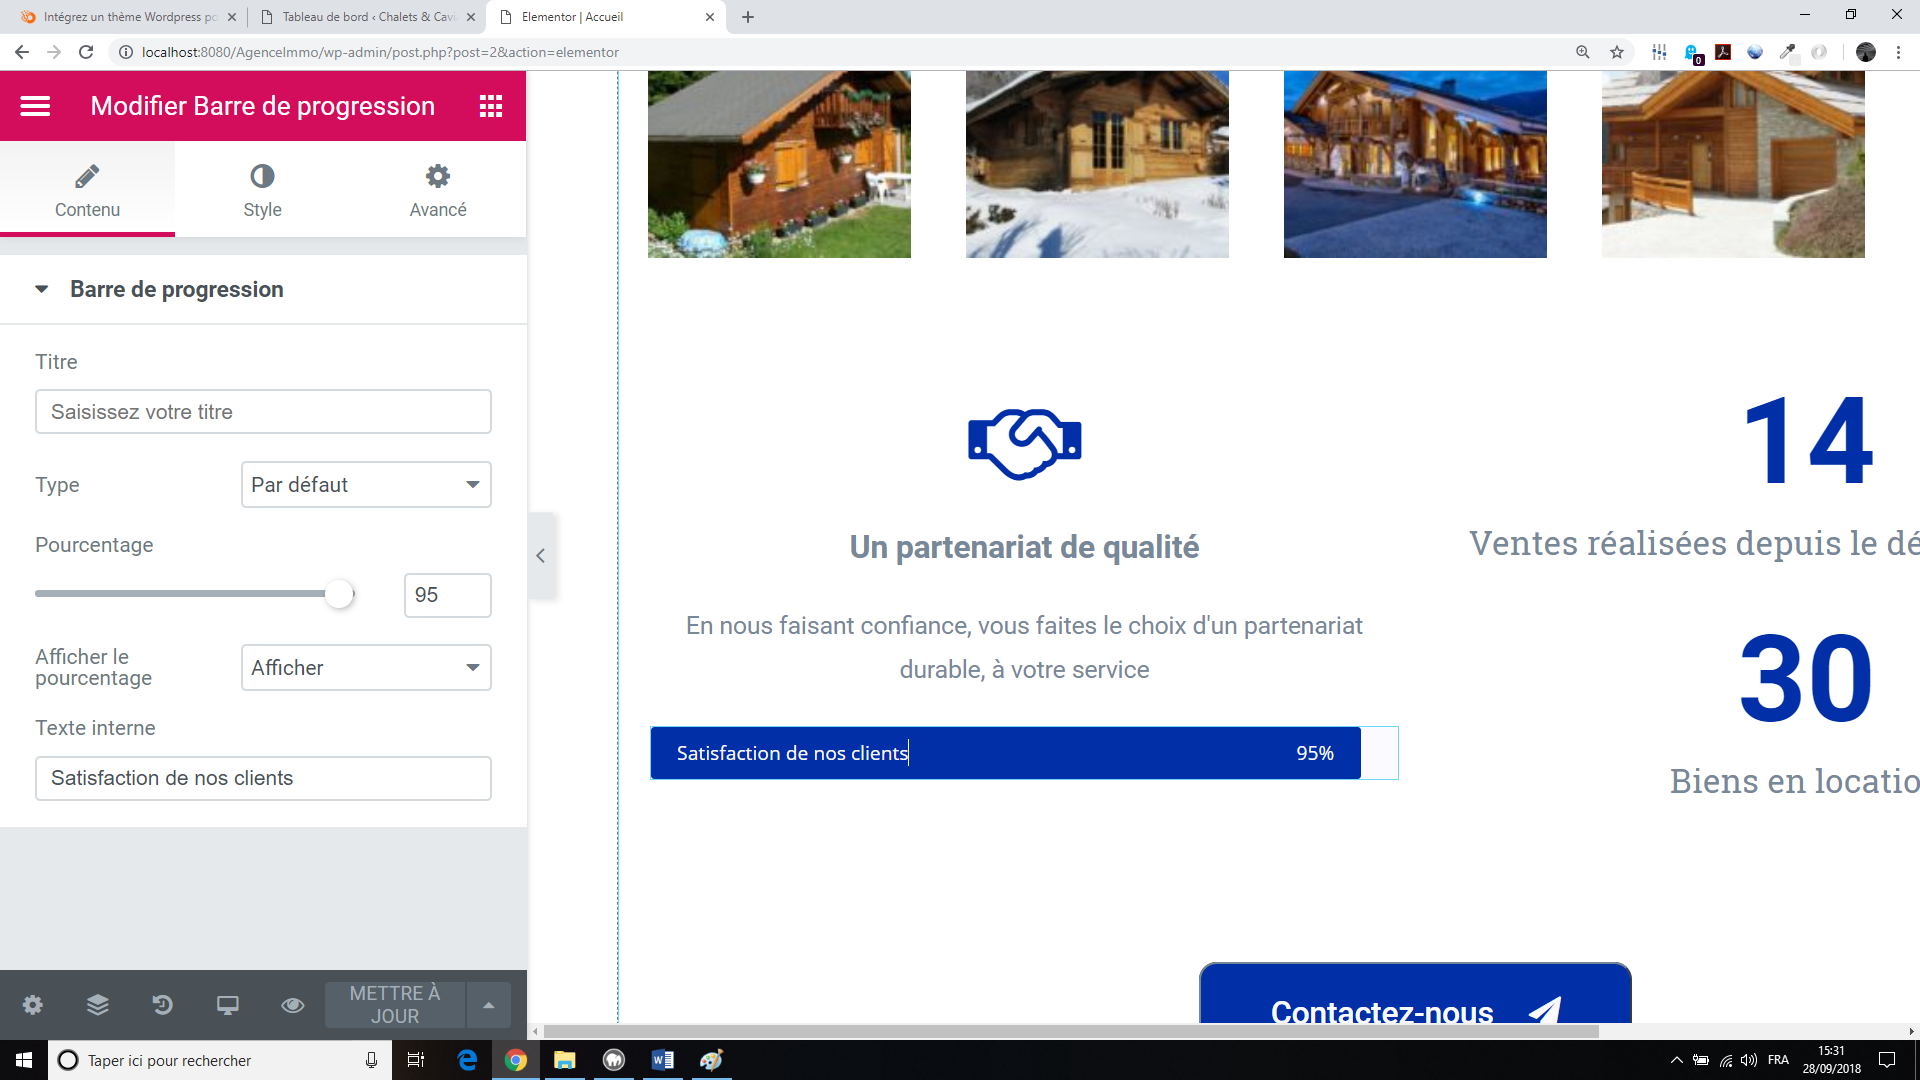 Intégrez un thème Wordpress po
Tableau de bord ‹ Chalets & Cavi
Elementor | Accueil
localhost:8080/AgenceImmo/wp-admin/post.php?post=2&action=elementor
0
Modifier Barre de progression
Contenu
Style
Avancé
Barre de progression
Titre
Saisissez votre titre
Type
Par défaut
Pourcentage
95
Afficher le
pourcentage
Afficher
Texte interne
Satisfaction de nos clients
METTRE À
JOUR
Un partenariat de qualité
En nous faisant confiance, vous faites le choix d'un partenariat
durable, à votre service
Satisfaction de nos clients
95%
14
Ventes réalisées depuis le dé
30
Biens en locatio
Contactez-nous
Taper ici pour rechercher
FRA
15:31
28/09/2018